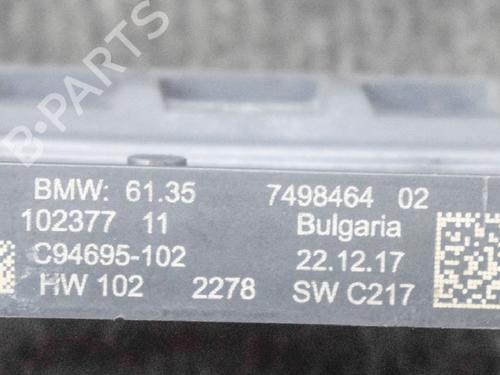 B-PARTS
BMW: 61.35 7498464 02
102377 11 Bulgaria
C94695-102 22.12.17
HW 102 2278 SW C217